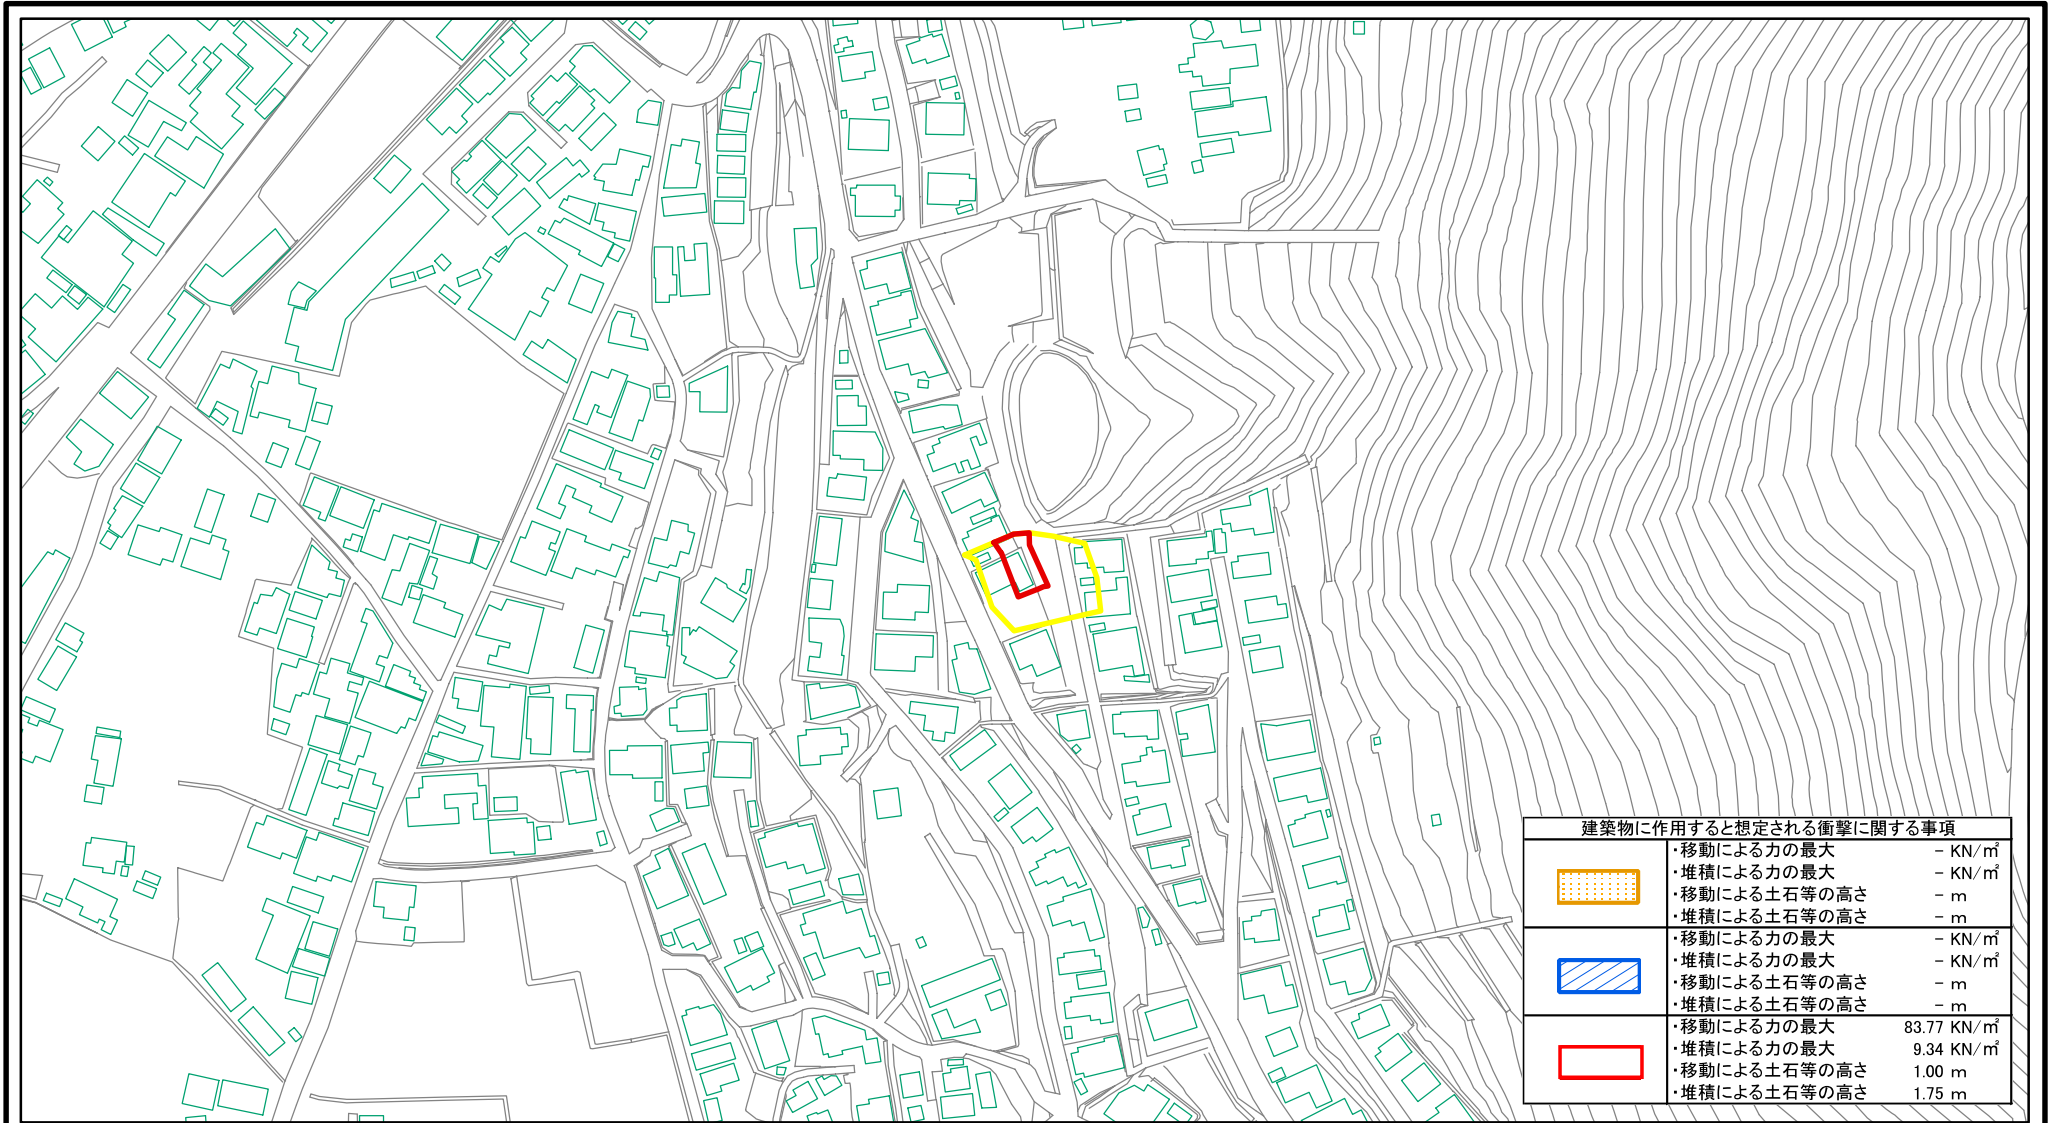 建築物に作用すると想定される衝撃に関する事項
・移動による力の最大 － KN/㎡
・堆積による力の最大 － KN/㎡
・移動による土石等の高さ － m
・堆積による土石等の高さ － m
・移動による力の最大 － KN/㎡
・堆積による力の最大 － KN/㎡
・移動による土石等の高さ － m
・堆積による土石等の高さ － m
・移動による力の最大 83.77 KN/㎡
・堆積による力の最大 9.34 KN/㎡
・移動による土石等の高さ 1.00 m
・堆積による土石等の高さ 1.75 m